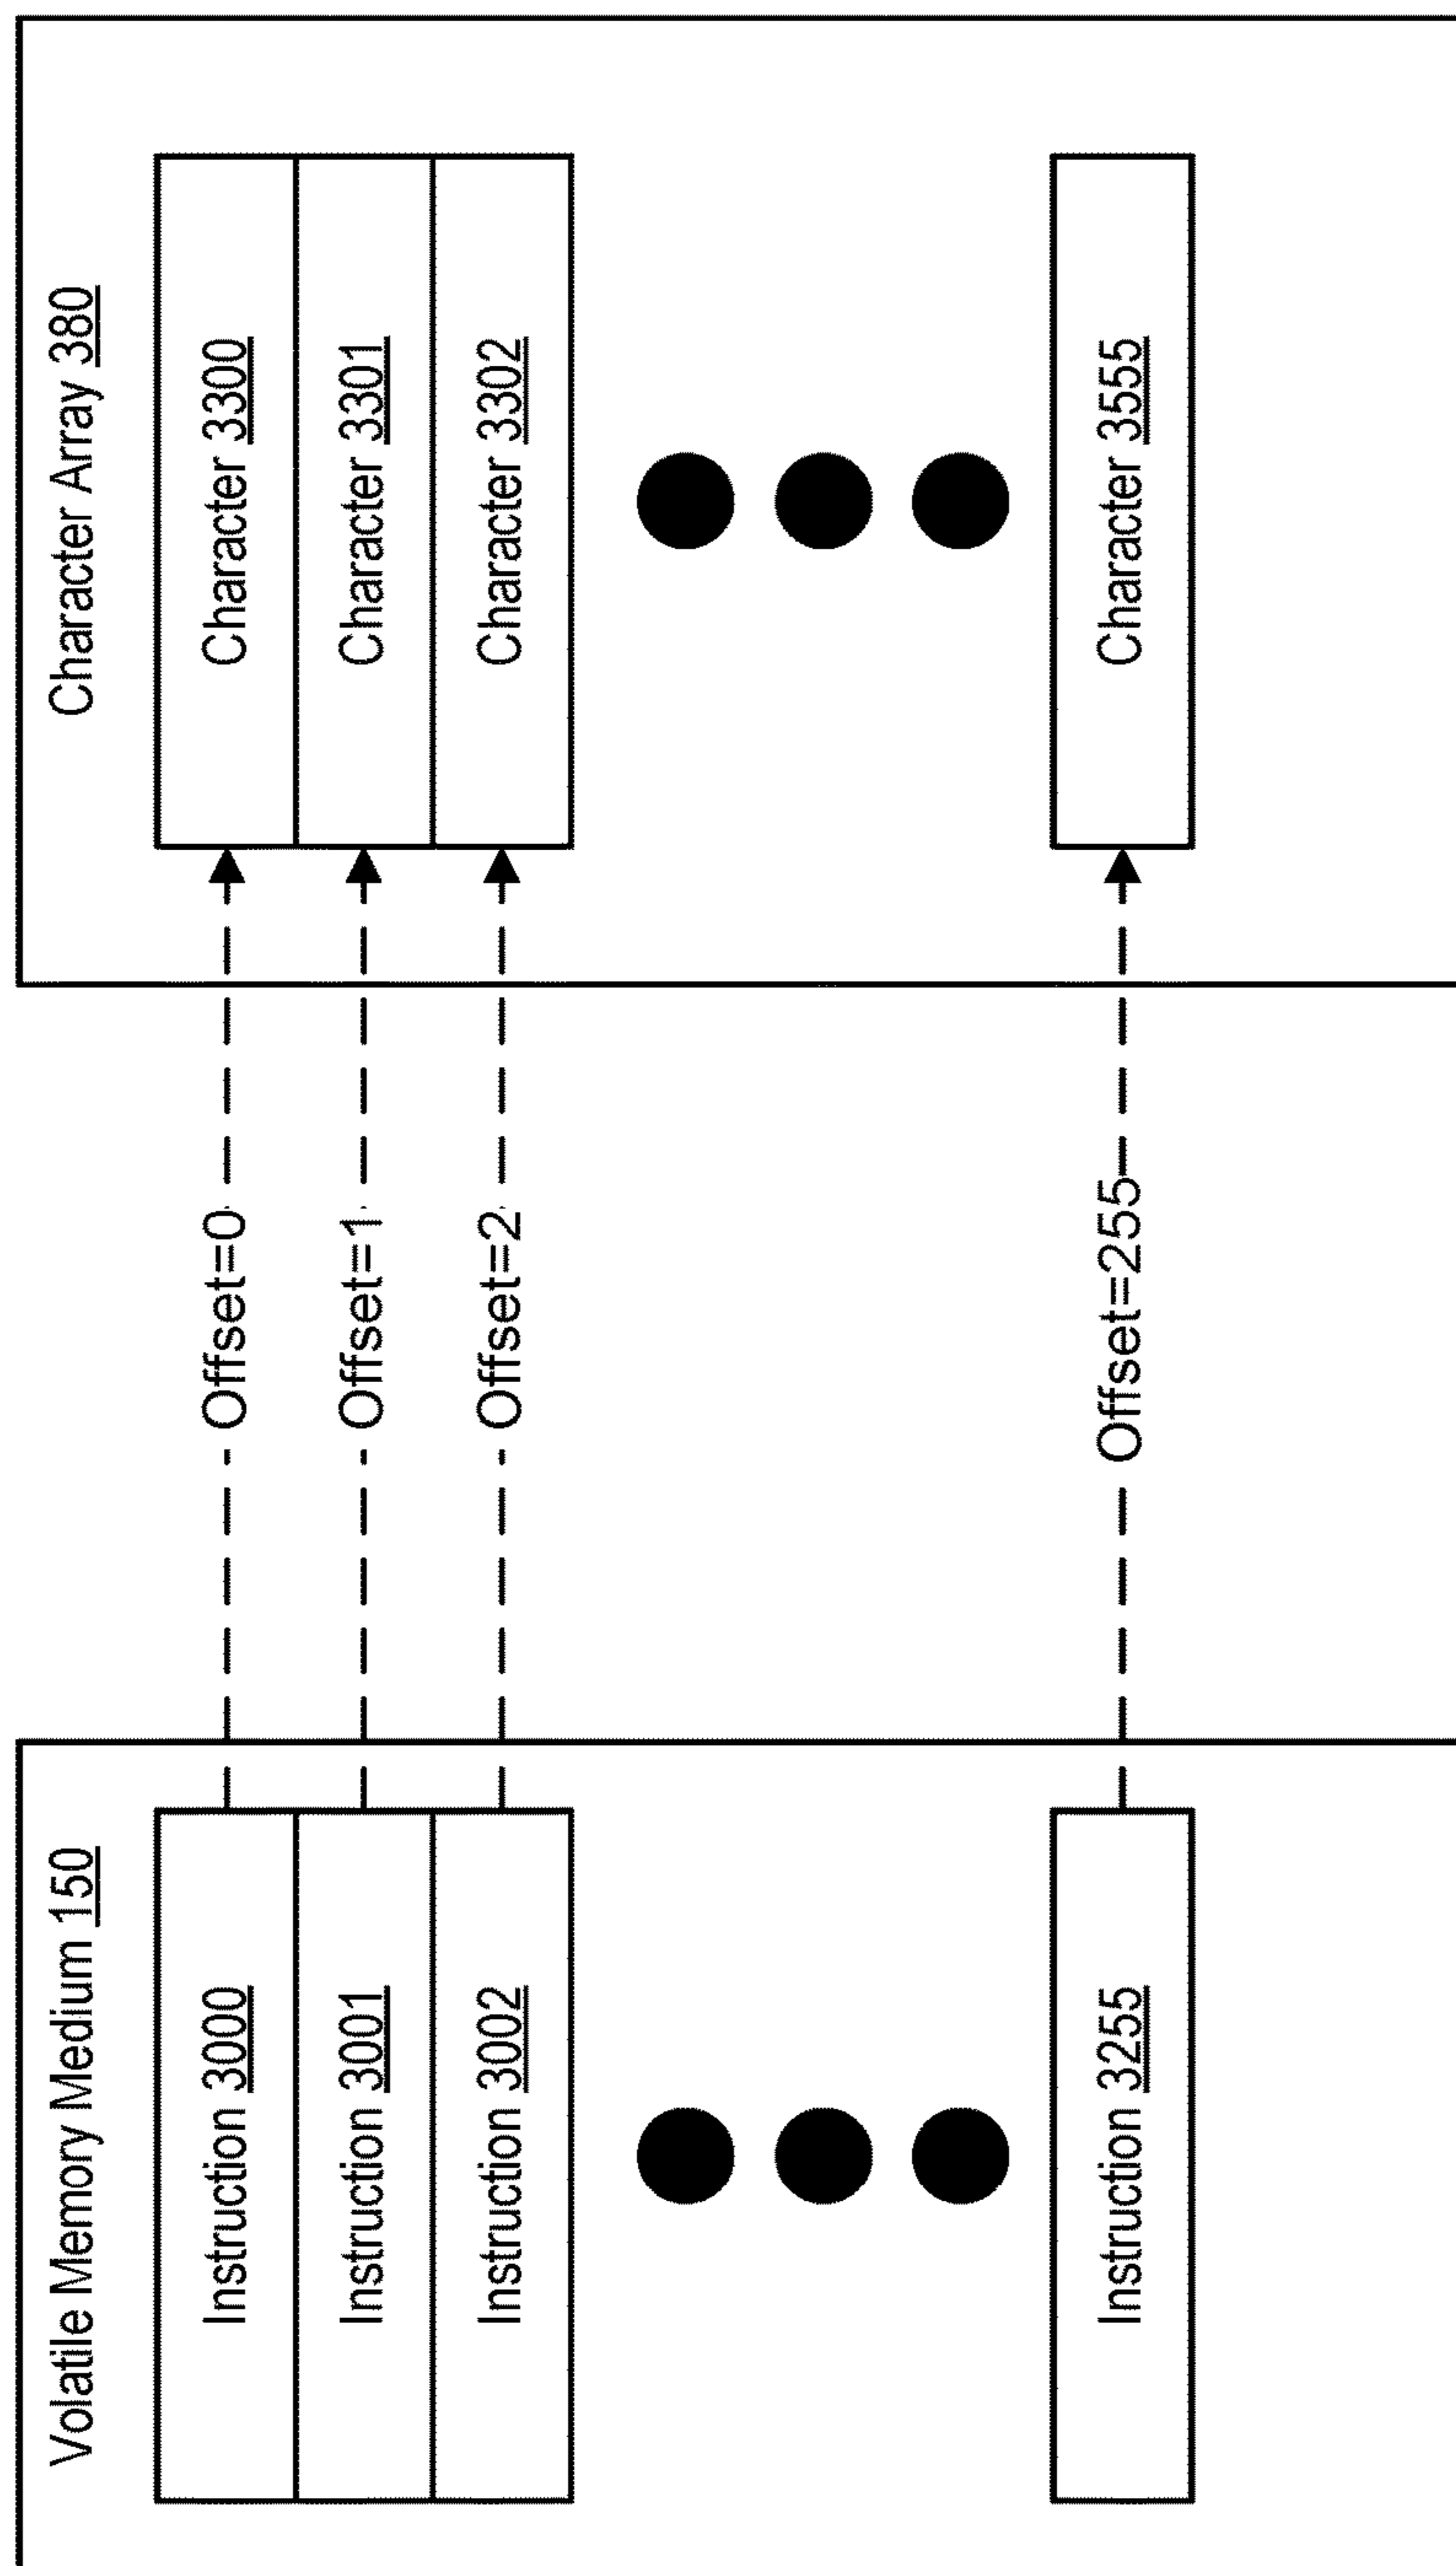 Volatile Memory Medium 150
Instruction 3000
Instruction 3001
Instruction 3002
Instruction 3255
Offset=0
Offset=1
Offset=2
Offset=255
Character Array 380
Character 3300
Character 3301
Character 3302
Character 3555